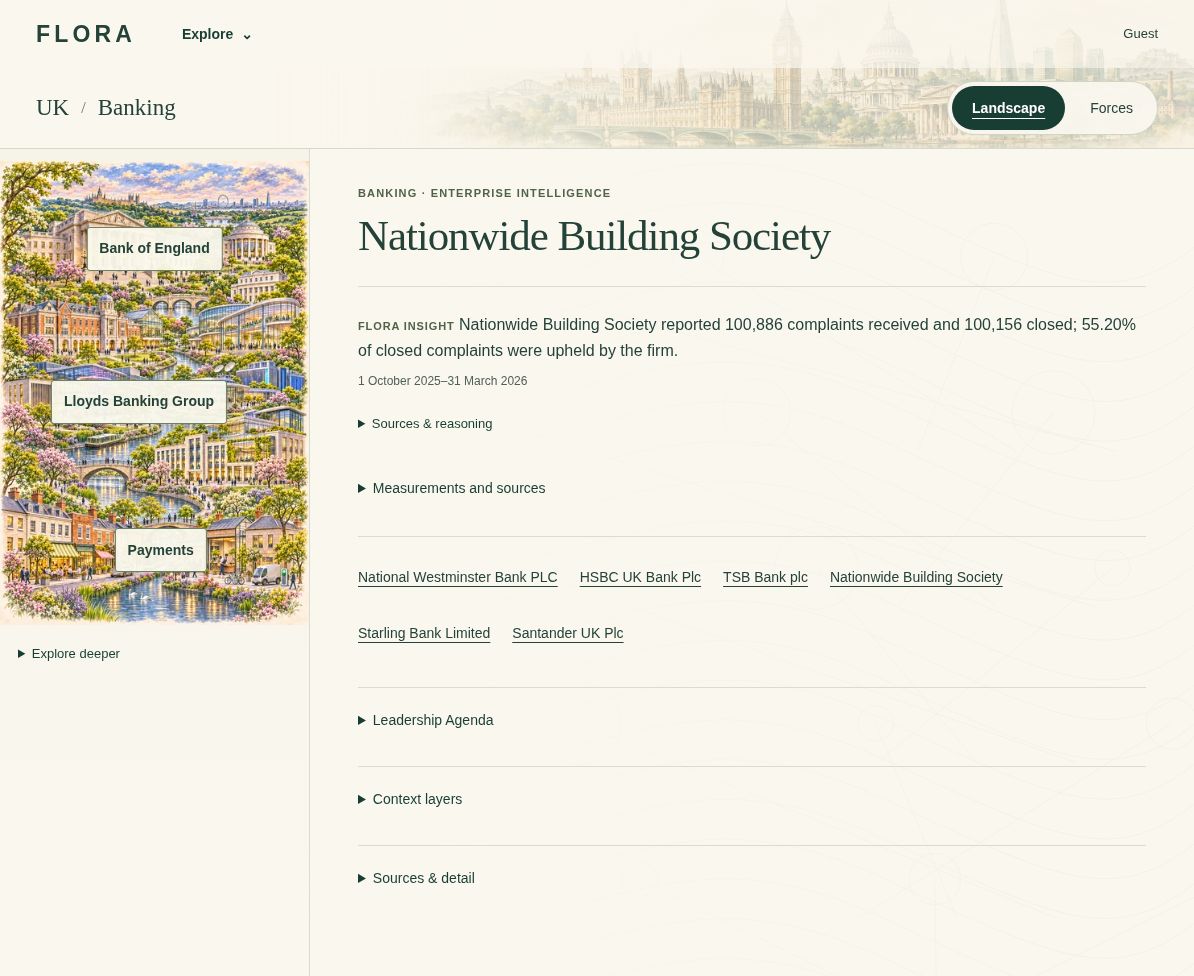 FLORA
Explore
Guest
UK / Banking
Landscape
Forces
Bank of England
Lloyds Banking Group
Payments
Explore deeper
BANKING · ENTERPRISE INTELLIGENCE
Nationwide Building Society
FLORA INSIGHT Nationwide Building Society reported 100,886 complaints received and 100,156 closed; 55.20%
of closed complaints were upheld by the firm.
1 October 2025–31 March 2026
Sources & reasoning
Measurements and sources
National Westminster Bank PLC HSBC UK Bank Plc TSB Bank plc Nationwide Building Society
Starling Bank Limited Santander UK Plc
Leadership Agenda
Context layers
Sources & detail